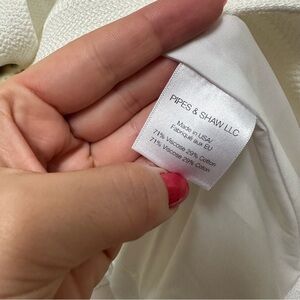 PIPES & SHAW LLC
Made in USA/
Fabriqué aux EU
71% Viscose 29% Cotton
71% Viscose 29% Coton